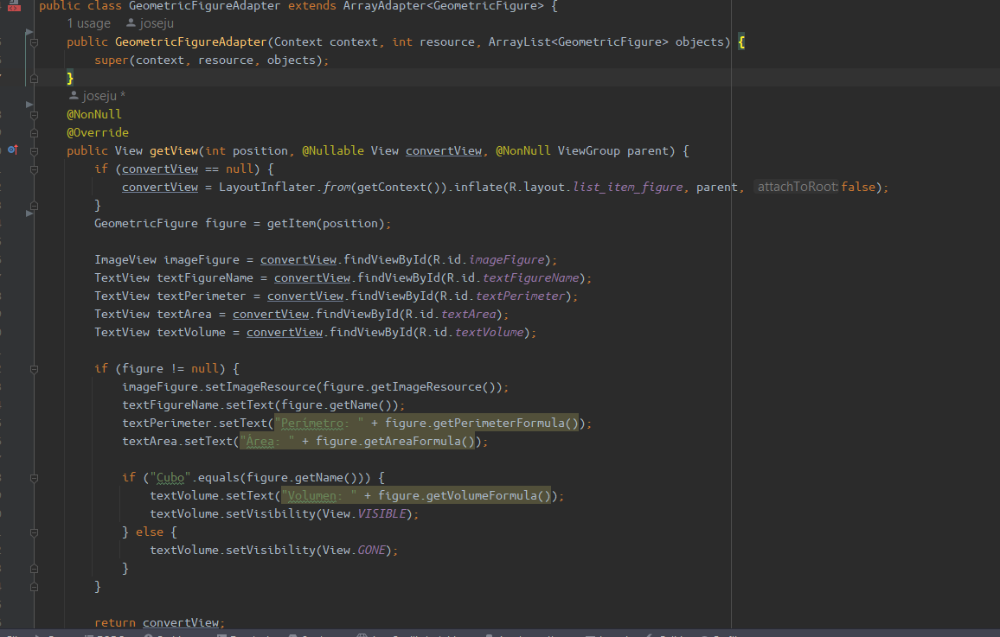 public class GeometricFigureAdapter extends ArrayAdapter<GeometricFigure> {
1 usage joseju
public GeometricFigureAdapter(Context context, int resource, ArrayList<GeometricFigure> objects) {
super(context, resource, objects);
}
joseju *
@NonNull
@Override
public View getView(int position, @Nullable View convertView, @NonNull ViewGroup parent) {
if (convertView == null) {
convertView = LayoutInflater.from(getContext()).inflate(R.layout.list_item_figure, parent, attachToRoot: false);
}
GeometricFigure figure = getItem(position);
ImageView imageFigure = convertView.findViewById(R.id.imageFigure);
TextView textFigureName = convertView.findViewById(R.id.textFigureName);
TextView textPerimeter = convertView.findViewById(R.id.textPerimeter);
TextView textArea = convertView.findViewById(R.id.textArea);
TextView textVolume = convertView.findViewById(R.id.textVolume);
if (figure != null) {
imageFigure.setImageResource(figure.getImageResource());
textFigureName.setText(figure.getName());
textPerimeter.setText("Perímetro: " + figure.getPerimeterFormula());
textArea.setText("Área: " + figure.getAreaFormula());
if ("Cubo".equals(figure.getName())) {
textVolume.setText("Volumen: " + figure.getVolumeFormula());
textVolume.setVisibility(View.VISIBLE);
} else {
textVolume.setVisibility(View.GONE);
}
}
return convertView;